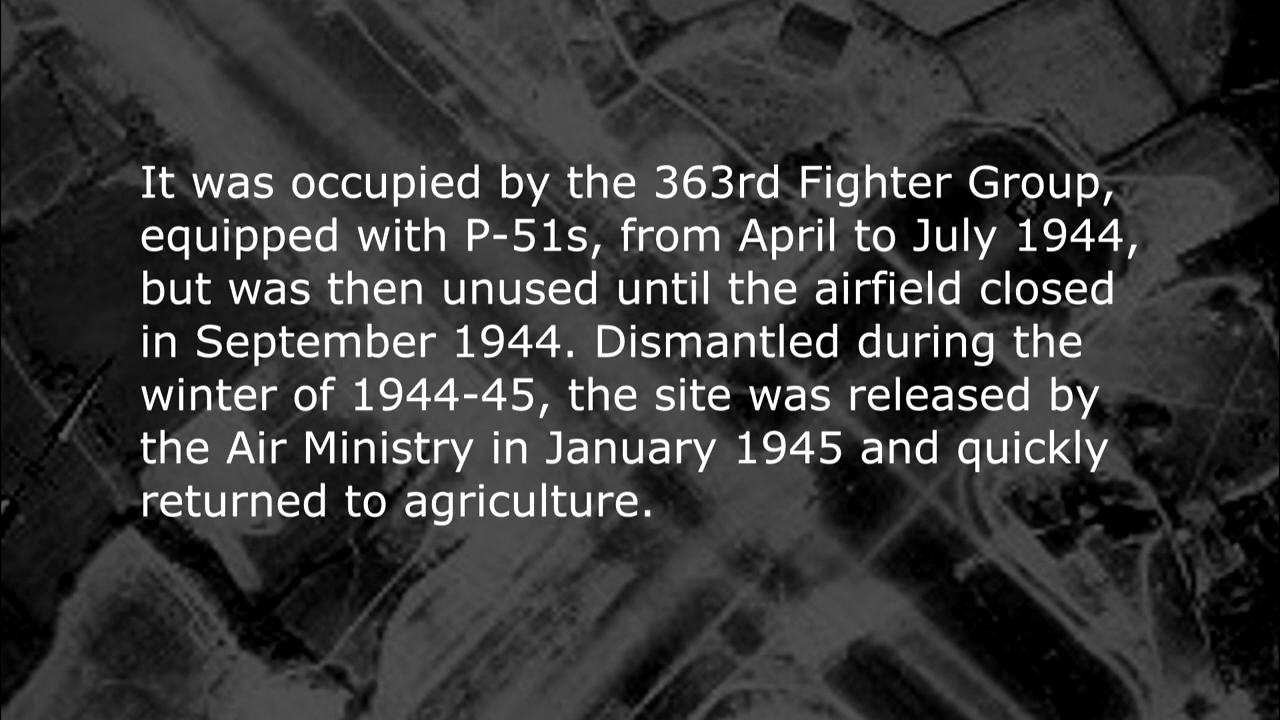 It was occupied by the 363rd Fighter Group,
equipped with P-51s, from April to July 1944,
but was then unused until the airfield closed
in September 1944. Dismantled during the
winter of 1944-45, the site was released by
the Air Ministry in January 1945 and quickly
returned to agriculture.